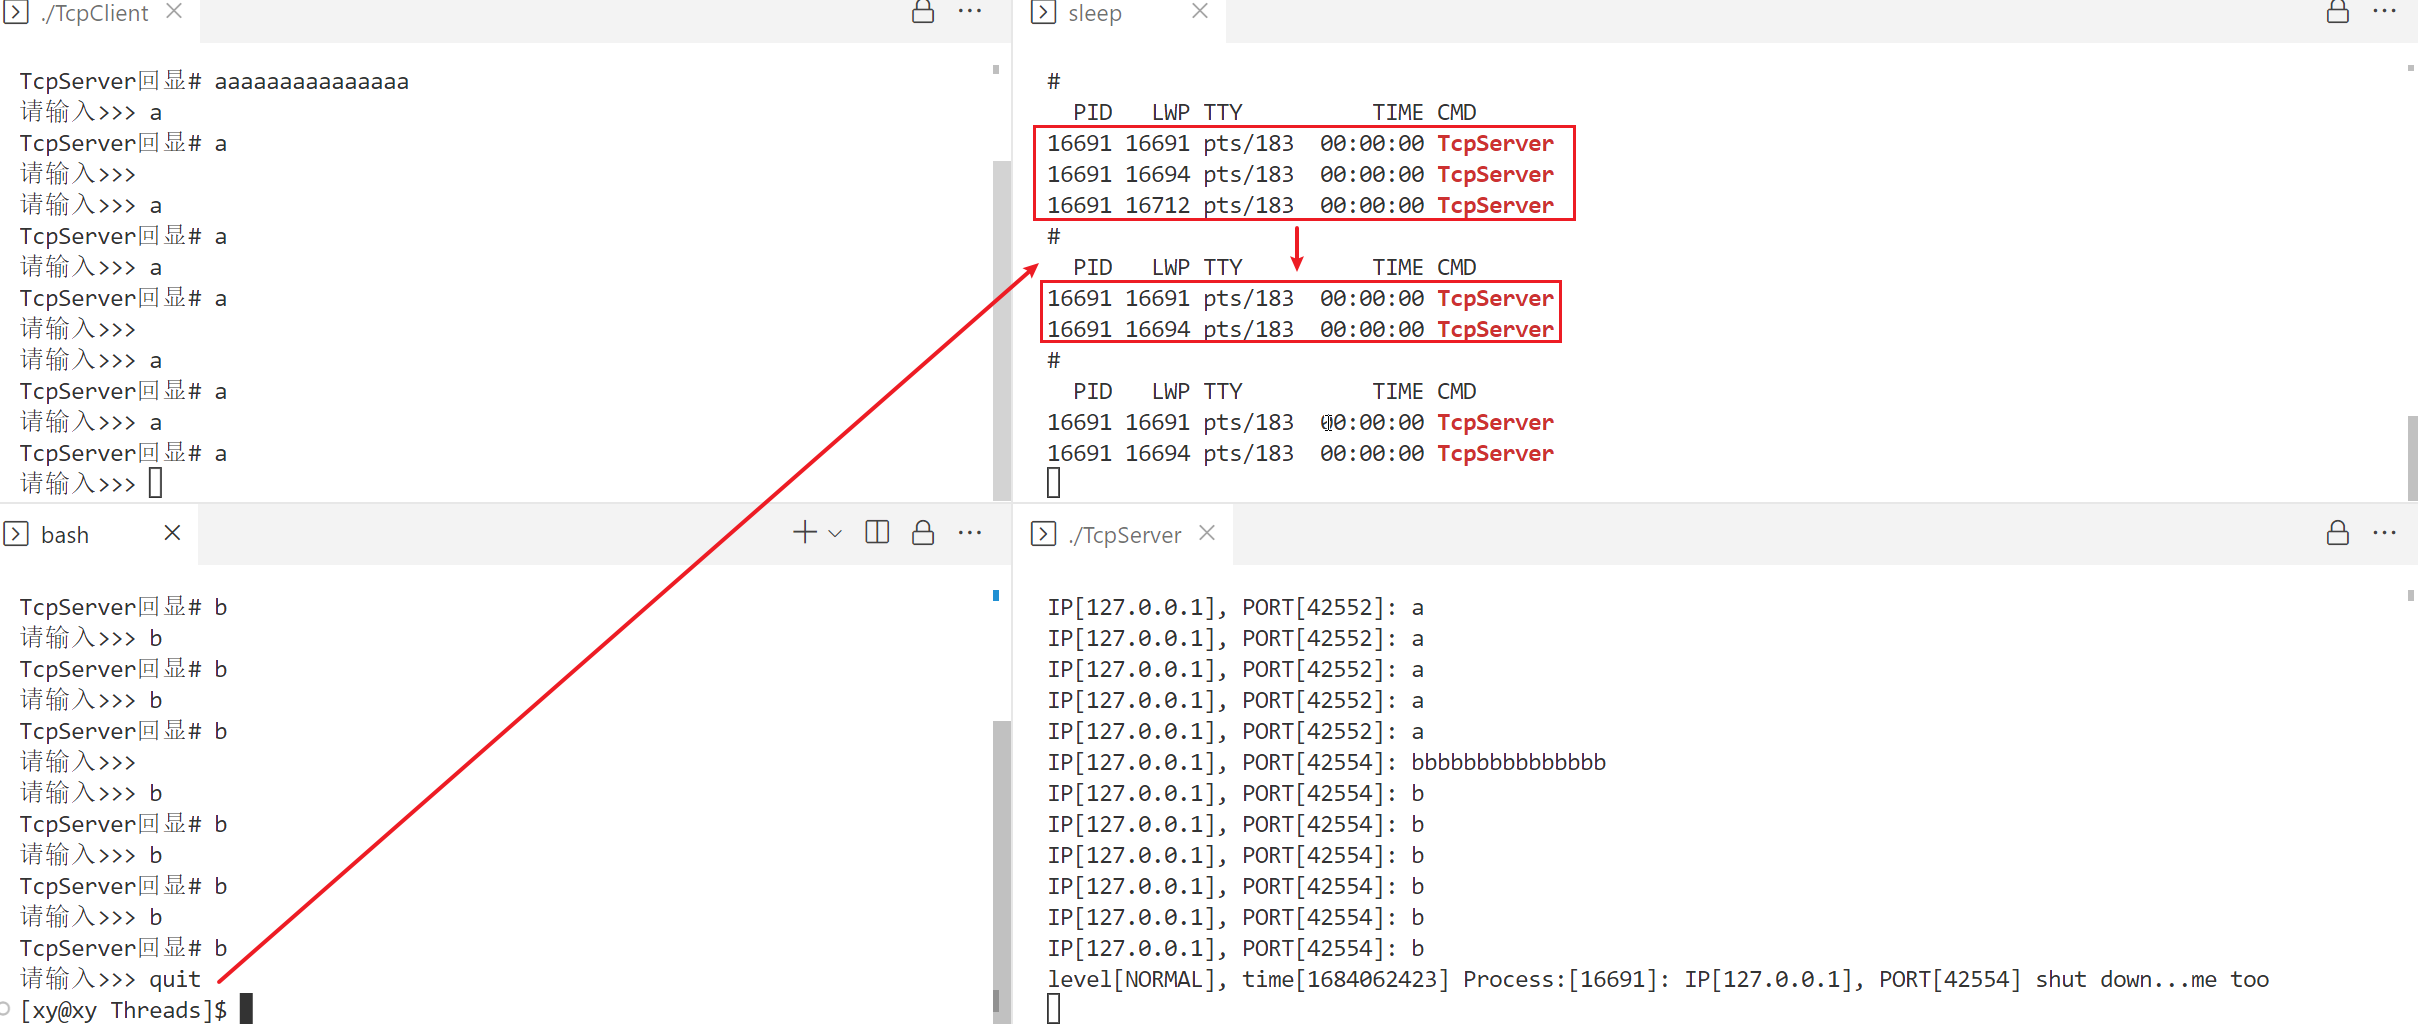 ./TcpClient
TcpServer回显# aaaaaaaaaaaaaaa
请输入>>> a
TcpServer回显# a
请输入>>>
请输入>>> a
TcpServer回显# a
请输入>>> a
TcpServer回显# a
请输入>>>
请输入>>> a
TcpServer回显# a
请输入>>> a
TcpServer回显# a
请输入>>>
sleep
#
PID LWP TTY TIME CMD
16691 16691 pts/183 00:00:00 TcpServer
16691 16694 pts/183 00:00:00 TcpServer
16691 16712 pts/183 00:00:00 TcpServer
#
PID LWP TTY TIME CMD
16691 16691 pts/183 00:00:00 TcpServer
16691 16694 pts/183 00:00:00 TcpServer
#
PID LWP TTY TIME CMD
16691 16691 pts/183 00:00:00 TcpServer
16691 16694 pts/183 00:00:00 TcpServer
bash
TcpServer回显# b
请输入>>> b
TcpServer回显# b
请输入>>> b
TcpServer回显# b
请输入>>>
请输入>>> b
TcpServer回显# b
请输入>>> b
TcpServer回显# b
请输入>>> b
TcpServer回显# b
请输入>>> quit
[xy@xy Threads]$
./TcpServer
IP[127.0.0.1], PORT[42552]: a
IP[127.0.0.1], PORT[42552]: a
IP[127.0.0.1], PORT[42552]: a
IP[127.0.0.1], PORT[42552]: a
IP[127.0.0.1], PORT[42552]: a
IP[127.0.0.1], PORT[42554]: bbbbbbbbbbbbbbb
IP[127.0.0.1], PORT[42554]: b
IP[127.0.0.1], PORT[42554]: b
IP[127.0.0.1], PORT[42554]: b
IP[127.0.0.1], PORT[42554]: b
IP[127.0.0.1], PORT[42554]: b
IP[127.0.0.1], PORT[42554]: b
level[NORMAL], time[1684062423] Process:[16691]: IP[127.0.0.1], PORT[42554] shut down...me too